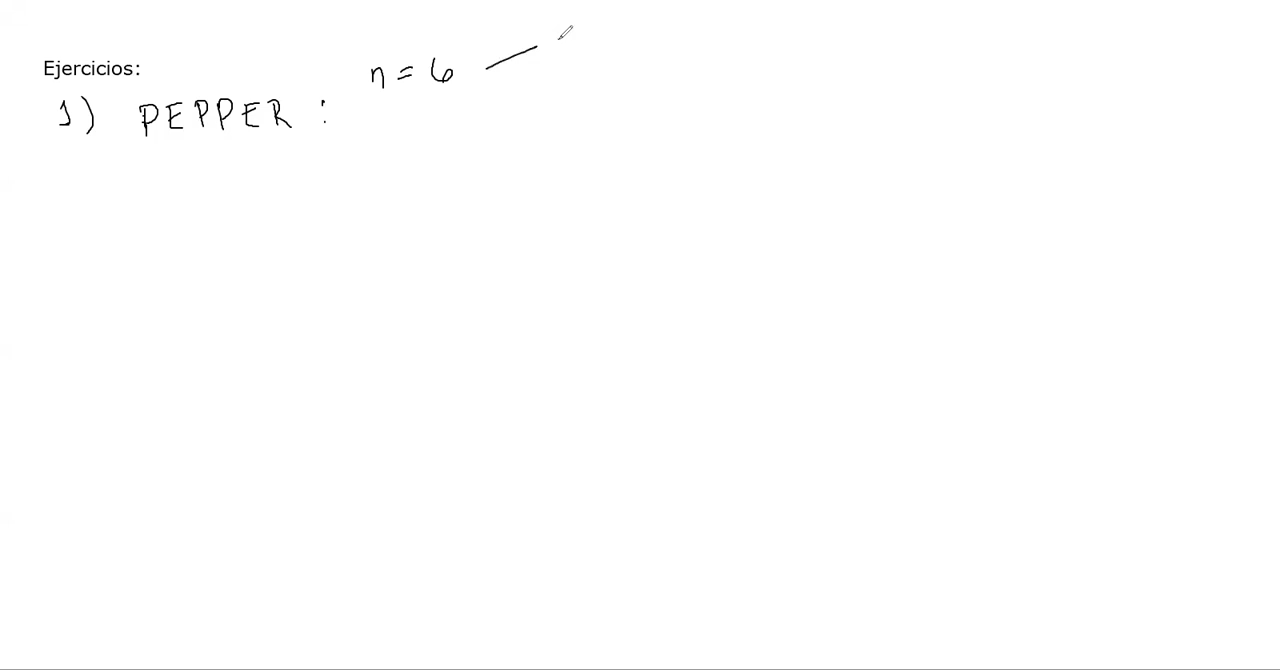 Ejercicios:
n = 6
1) PEPPER :